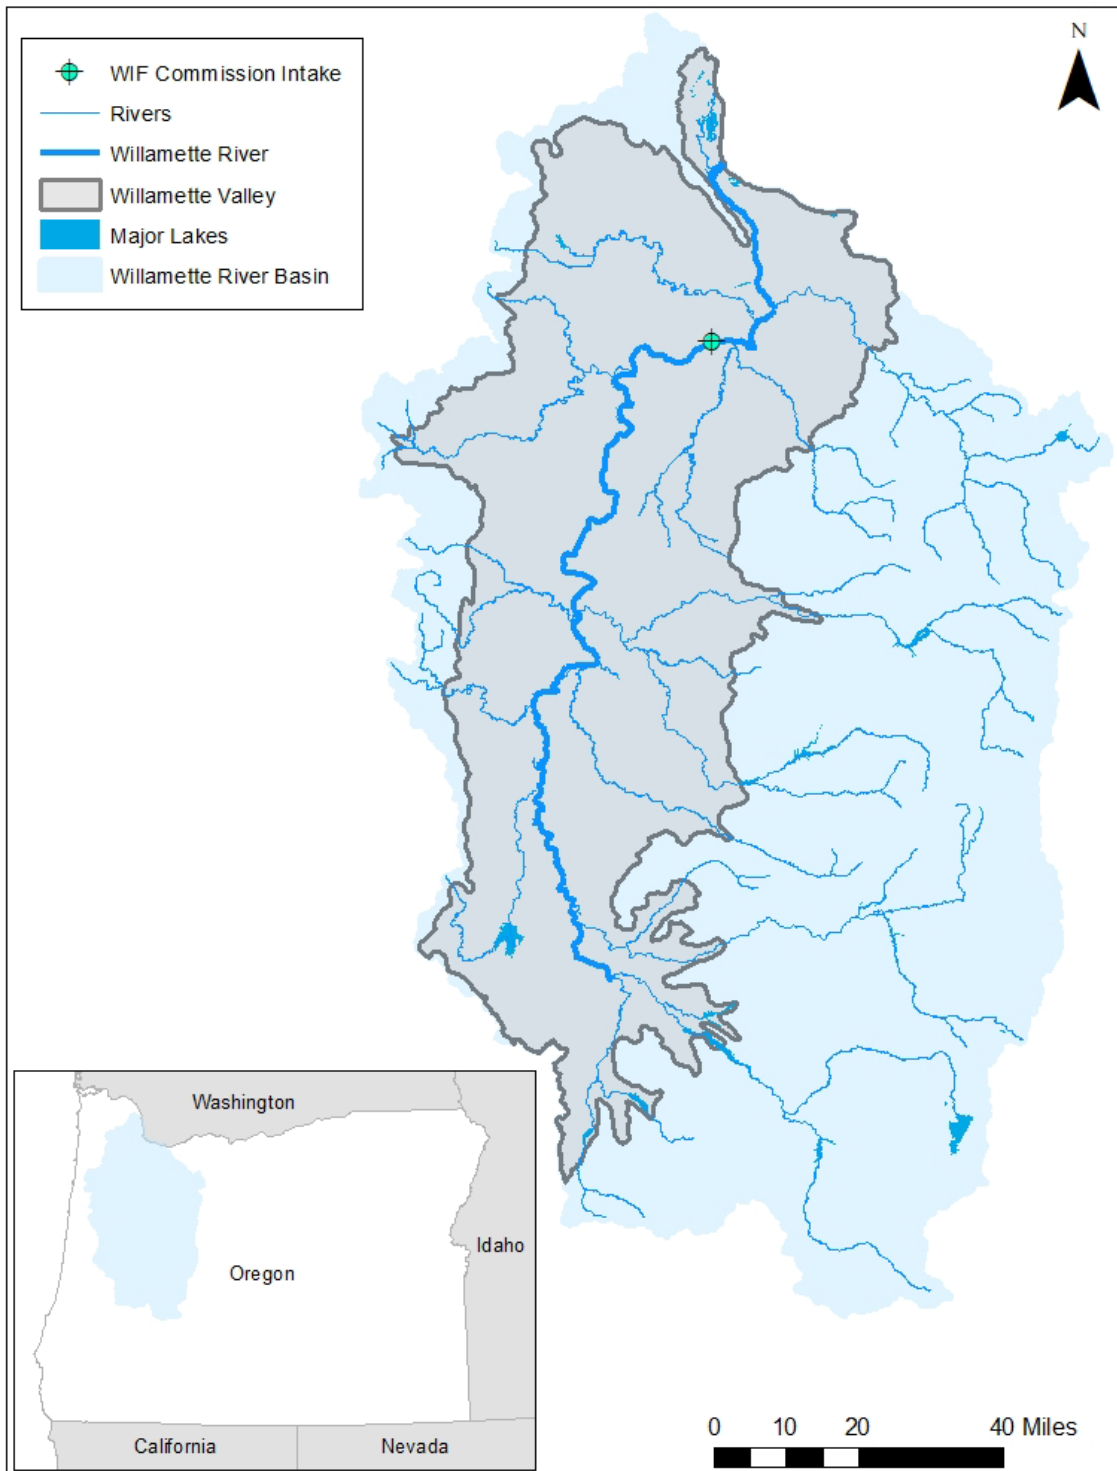 N
WIF Commission Intake
Rivers
Willamette River
Willamette Valley
Major Lakes
Willamette River Basin
Washington
Idaho
Oregon
California
Nevada
0 10 20 40 Miles